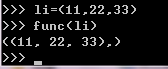 >>> li=(11,22,33)
>>> func(li)
((11, 22, 33),)
>>>